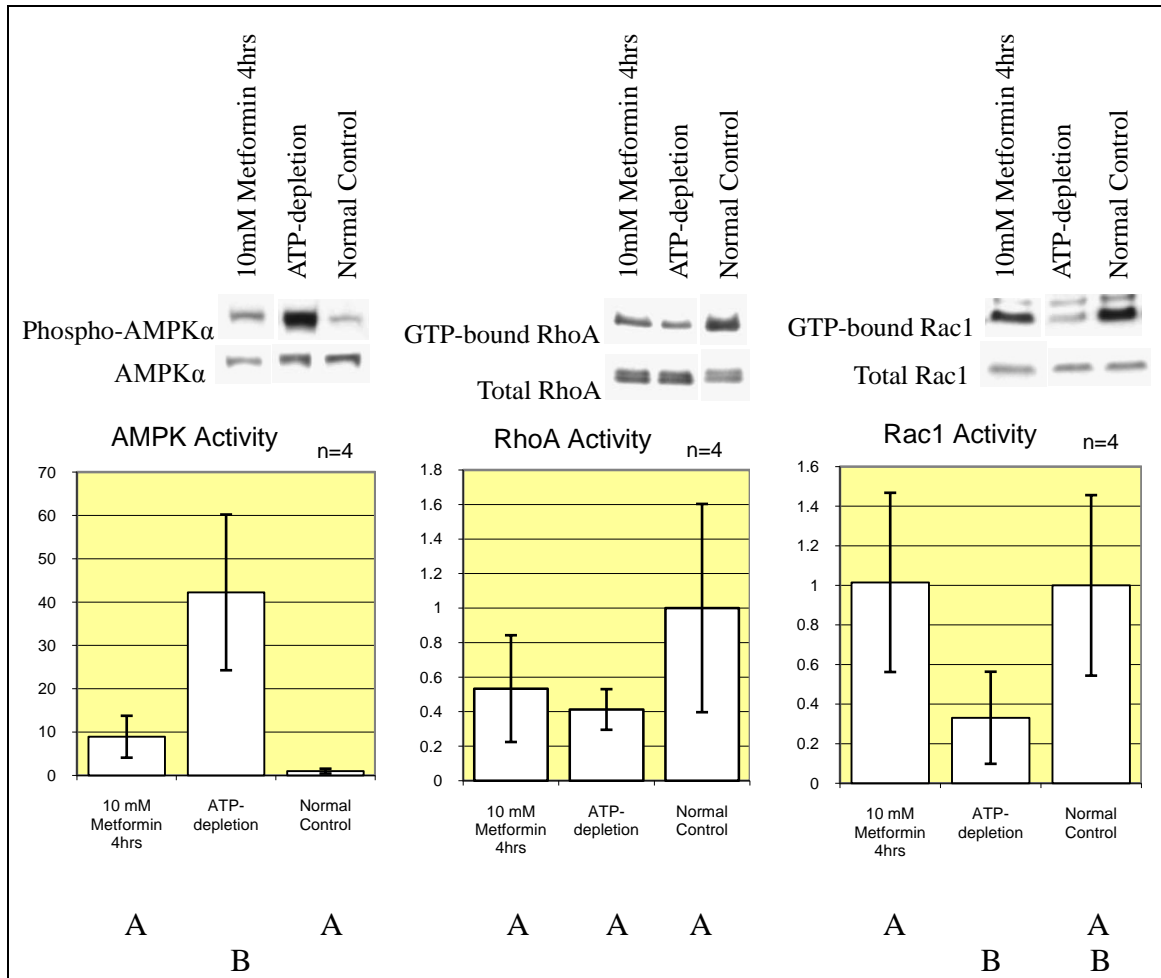 10mM Metformin 4hrs
ATP-depletion
Normal Control
Phospho-AMPKα
AMPKα
AMPK Activity
n=4
70
60
50
40
30
20
10
0
10 mM
Metformin
4hrs
ATP-
depletion
Normal
Control
A
A
B
10mM Metformin 4hrs
ATP-depletion
Normal Control
GTP-bound RhoA
Total RhoA
RhoA Activity
n=4
1.8
1.6
1.4
1.2
1
0.8
0.6
0.4
0.2
0
10 mM
Metformin
4hrs
ATP-
depletion
Normal
Control
A
A
A
10mM Metformin 4hrs
ATP-depletion
Normal Control
GTP-bound Rac1
Total Rac1
Rac1 Activity
n=4
1.6
1.4
1.2
1
0.8
0.6
0.4
0.2
0
10 mM
Metformin
4hrs
ATP-
depletion
Normal
Control
A
A
B
B